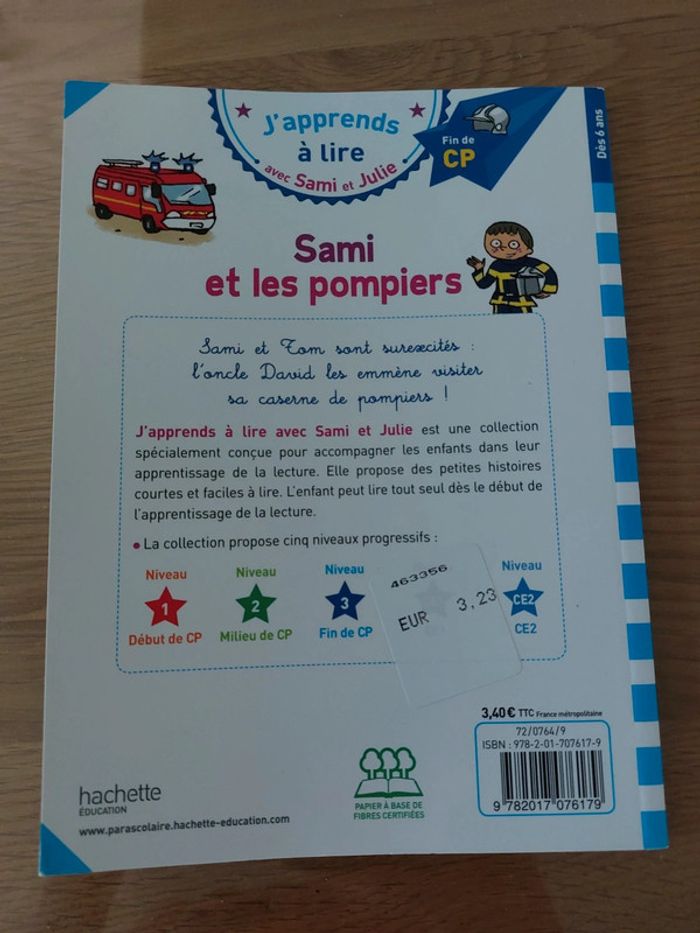 J'apprends
à lire
avec Sami et Julie
Fin de
CP
Dès 6 ans
Sami
et les pompiers
Sami et Tom sont surexcités :
l'oncle David les emmène visiter
sa caserne de pompiers !
J'apprends à lire avec Sami et Julie est une collection
spécialement conçue pour accompagner les enfants dans leur
apprentissage de la lecture. Elle propose des petites histoires
courtes et faciles à lire. L'enfant peut lire tout seul dès le début de
l'apprentissage de la lecture.
• La collection propose cinq niveaux progressifs :
Niveau
1
Début de CP
Niveau
2
Milieu de CP
Niveau
3
Fin de CP
463356
EUR 3,23
Niveau
CE2
CE2
3,40 € TTC France métropolitaine
72/0764/9
ISBN : 978-2-01-707617-9
9 782017 076179
hachette
ÉDUCATION
www.parascolaire.hachette-education.com
PAPIER À BASE DE
FIBRES CERTIFIÉES